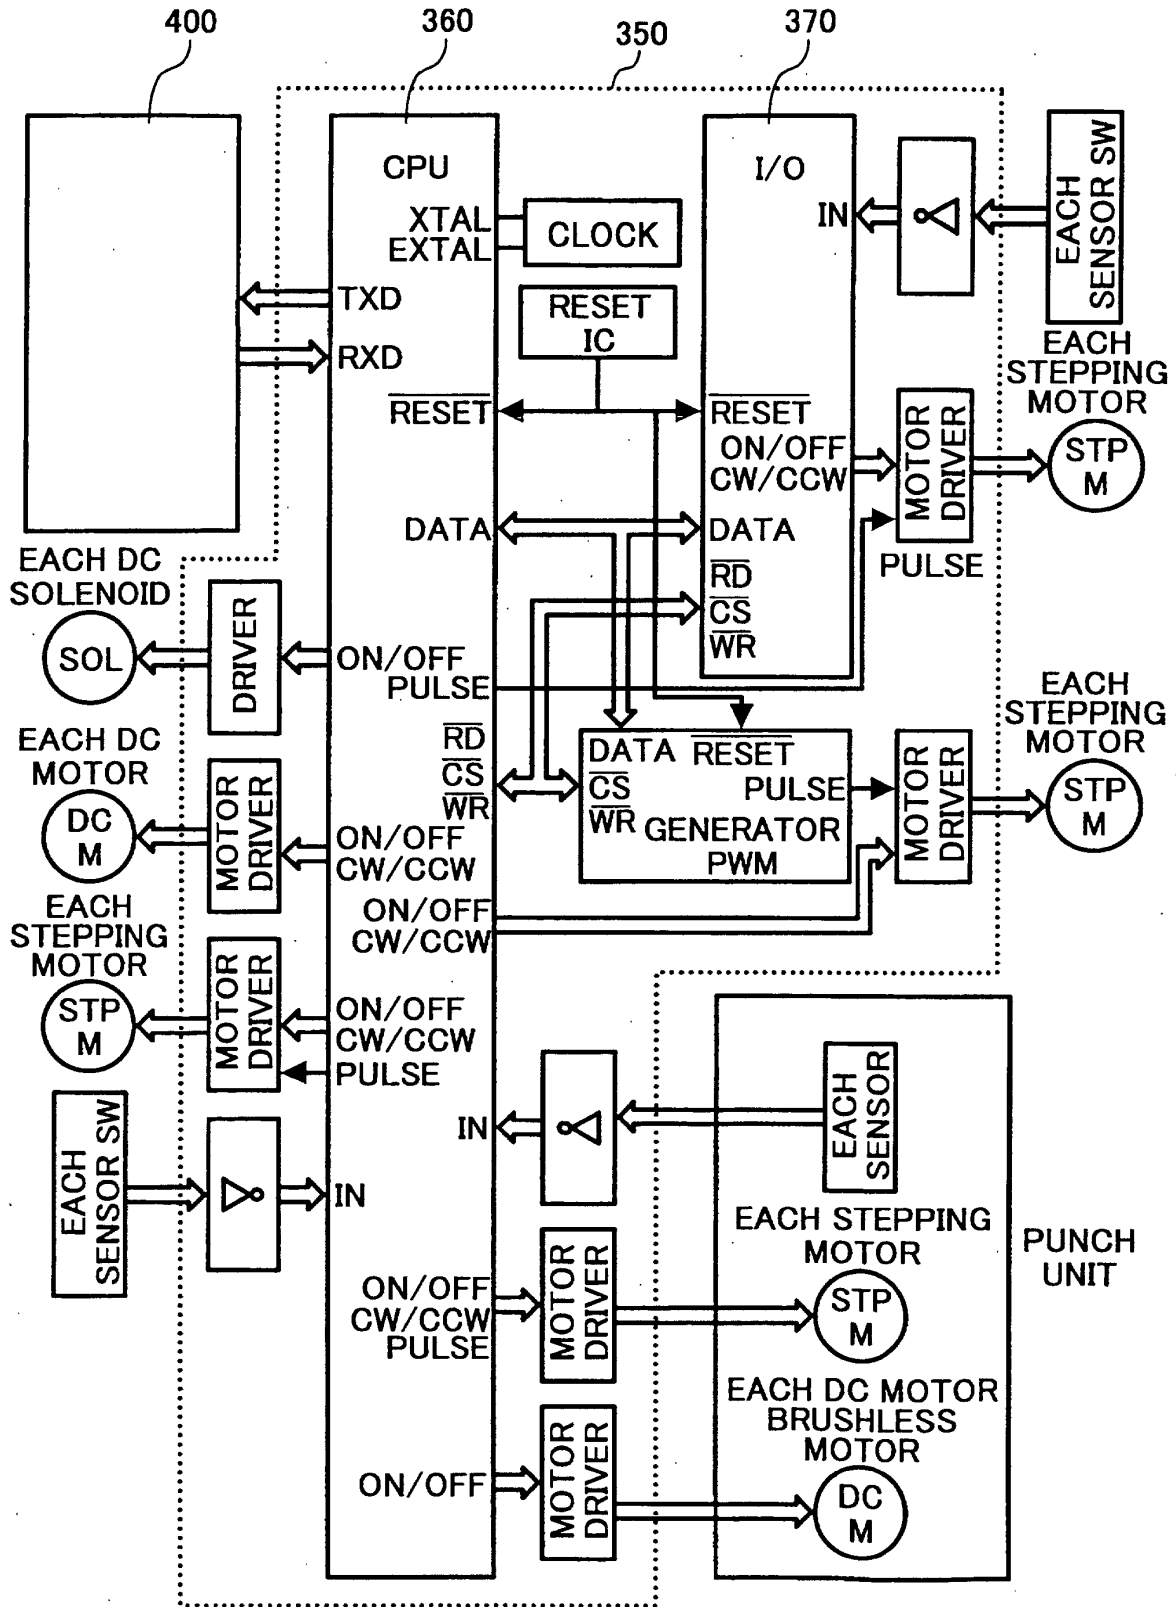 400
360
350
370
CPU
XTAL
EXTAL
CLOCK
I/O
IN
EACH
SENSOR SW
TXD
RXD
RESET
IC
RESET
RESET
ON/OFF
CW/CCW
MOTOR
DRIVER
EACH
STEPPING
MOTOR
STP
M
DATA
DATA
PULSE
RD
CS
WR
EACH DC
SOLENOID
SOL
DRIVER
ON/OFF
PULSE
RD
CS
WR
DATA
RESET
CS
WR
PULSE
GENERATOR
PWM
MOTOR
DRIVER
EACH
STEPPING
MOTOR
STP
M
EACH DC
MOTOR
DC
M
MOTOR
DRIVER
ON/OFF
CW/CCW
ON/OFF
CW/CCW
EACH
STEPPING
MOTOR
STP
M
MOTOR
DRIVER
ON/OFF
CW/CCW
PULSE
EACH
SENSOR SW
IN
IN
EACH
SENSOR
EACH STEPPING
MOTOR
STP
M
PUNCH
UNIT
ON/OFF
CW/CCW
PULSE
MOTOR
DRIVER
EACH DC MOTOR
BRUSHLESS
MOTOR
DC
M
ON/OFF
MOTOR
DRIVER